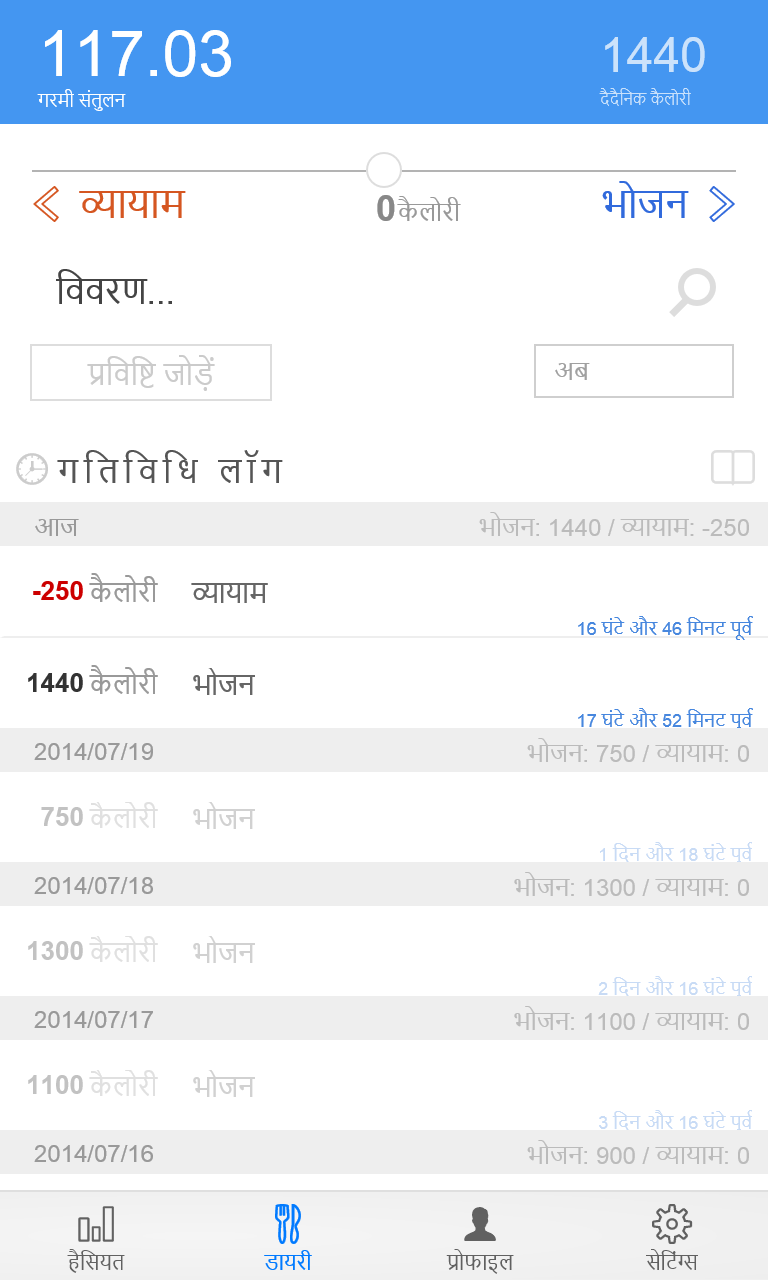 117.03
1440
गरमी संतुलन
दैदैनिक कैलोरी
व्यायाम
0कैलोरी
भोजन
विवरण...
प्रविष्टि जोड़ें
अब
गतिविधि लॉग
आज भोजन: 1440 / व्यायाम: -250
-250 कैलोरी व्यायाम
16 घंटे और 46 मिनट पूर्व
1440 कैलोरी भोजन
17 घंटे और 52 मिनट पूर्व
2014/07/19 भोजन: 750 / व्यायाम: 0
750 कैलोरी भोजन
1 दिन और 18 घंटे पूर्व
2014/07/18 भोजन: 1300 / व्यायाम: 0
1300 कैलोरी भोजन
2 दिन और 16 घंटे पूर्व
2014/07/17 भोजन: 1100 / व्यायाम: 0
1100 कैलोरी भोजन
3 दिन और 16 घंटे पूर्व
2014/07/16 भोजन: 900 / व्यायाम: 0
हैसियत डायरी प्रोफाइल सेटिंग्स